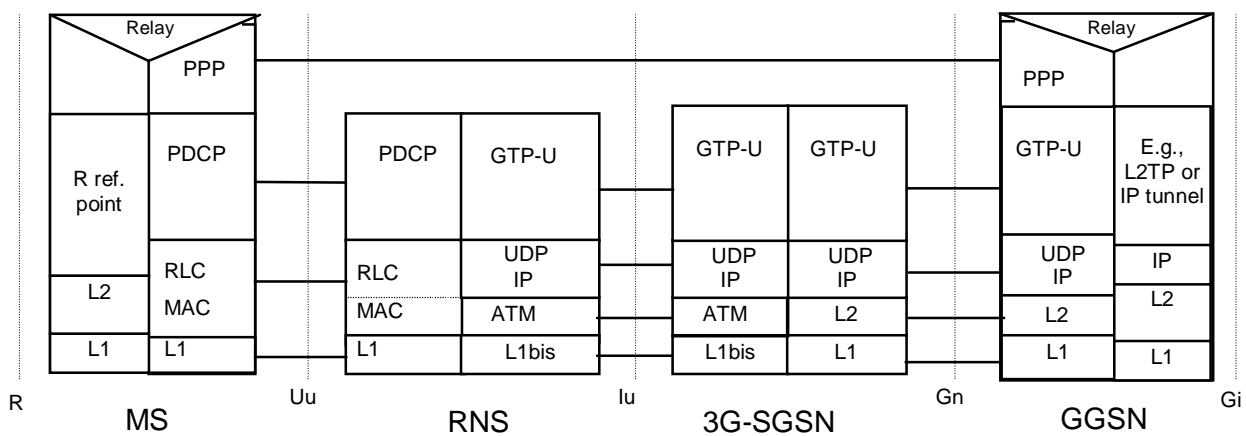 Relay
PPP
R ref.
point
PDCP
L2
RLC
MAC
L1
L1
PDCP
GTP-U
RLC
UDP
IP
MAC
ATM
L1
L1bis
GTP-U
GTP-U
UDP
IP
UDP
IP
ATM
L2
L1bis
L1
Relay
PPP
GTP-U
E.g.,
L2TP or
IP tunnel
UDP
IP
IP
L2
L2
L1
L1
R
MS
Uu
RNS
Iu
3G-SGSN
Gn
GGSN
Gi